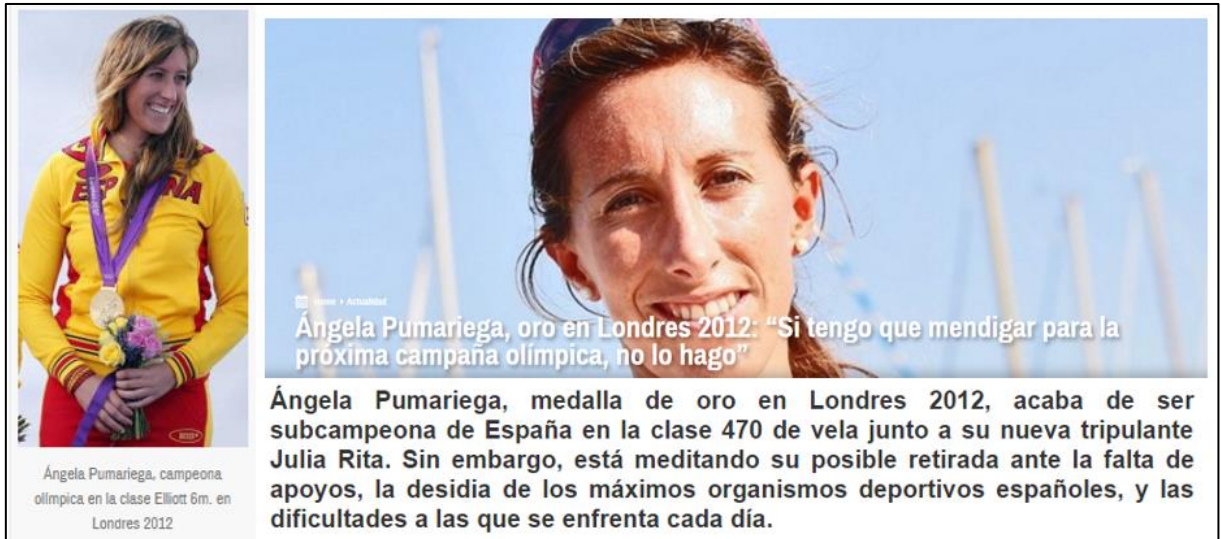 ESPAÑA
Ángela Pumariega, campeona
olímpica en la clase Elliott 6m. en
Londres 2012
Home › Actualidad
Ángela Pumariega, oro en Londres 2012: “Si tengo que mendigar para la
próxima campaña olímpica, no lo hago”
Ángela Pumariega, medalla de oro en Londres 2012, acaba de ser
subcampeona de España en la clase 470 de vela junto a su nueva tripulante
Julia Rita. Sin embargo, está meditando su posible retirada ante la falta de
apoyos, la desidia de los máximos organismos deportivos españoles, y las
dificultades a las que se enfrenta cada día.